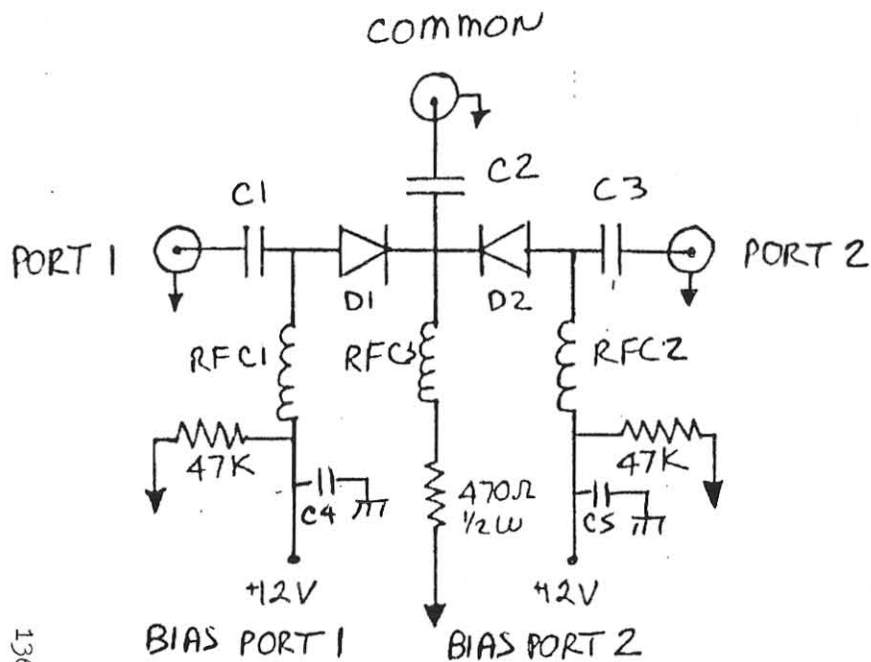 COMMON
C2
C1
C3
PORT 1
PORT 2
D1
D2
RFC1
RFC3
RFC2
47K
47K
C4
470Ω
1/2W
C5
+12V
+12V
BIAS PORT 1
BIAS PORT 2